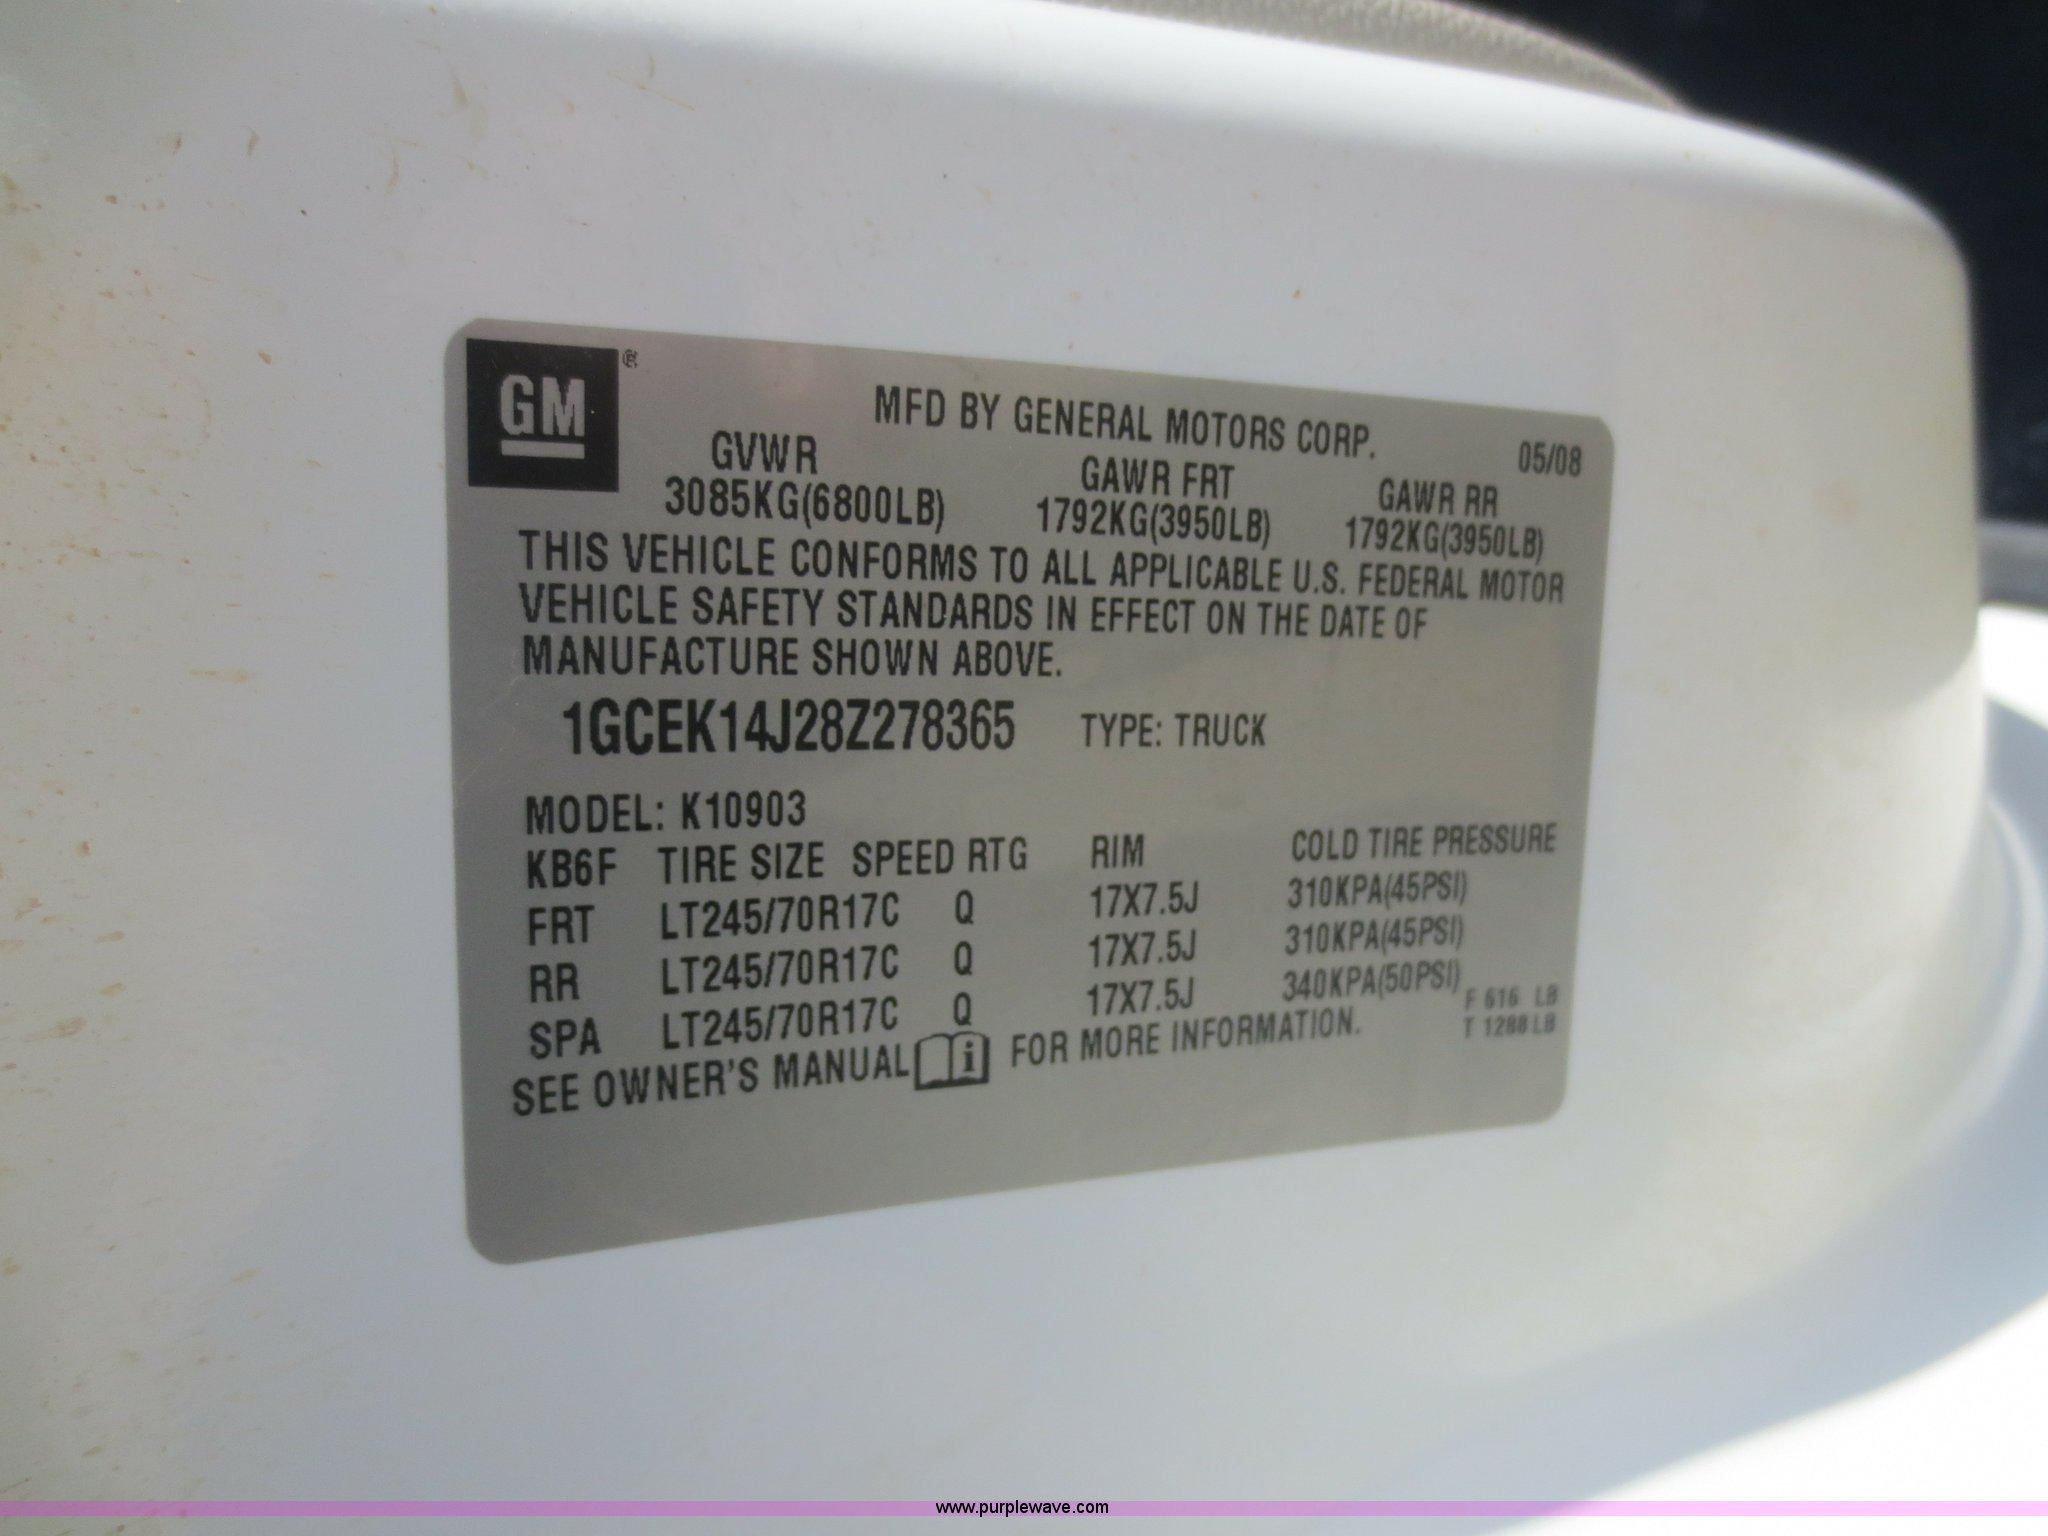 GM ®
MFD BY GENERAL MOTORS CORP.
05/08
GVWR GAWR FRT GAWR RR
3085KG(6800LB) 1792KG(3950LB) 1792KG(3950LB)
THIS VEHICLE CONFORMS TO ALL APPLICABLE U.S. FEDERAL MOTOR
VEHICLE SAFETY STANDARDS IN EFFECT ON THE DATE OF
MANUFACTURE SHOWN ABOVE.
1GCEK14J28Z278365 TYPE: TRUCK
MODEL: K10903
KB6F TIRE SIZE SPEED RTG RIM COLD TIRE PRESSURE
FRT LT245/70R17C Q 17X7.5J 310KPA(45PSI)
RR LT245/70R17C Q 17X7.5J 310KPA(45PSI)
SPA LT245/70R17C Q 17X7.5J 340KPA(50PSI)
F 616 LB
T 1288 LB
SEE OWNER'S MANUAL i FOR MORE INFORMATION.
www.purplewave.com